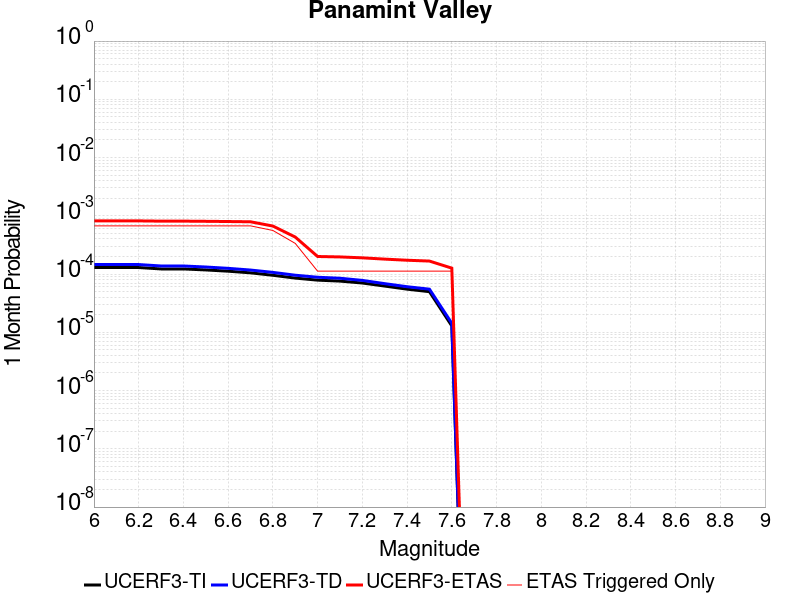 Panamint Valley
10^0
10^-1
10^-2
10^-3
10^-4
10^-5
10^-6
10^-7
10^-8
1 Month Probability
6 6.2 6.4 6.6 6.8 7 7.2 7.4 7.6 7.8 8 8.2 8.4 8.6 8.8 9
Magnitude
UCERF3-TI UCERF3-TD UCERF3-ETAS ETAS Triggered Only